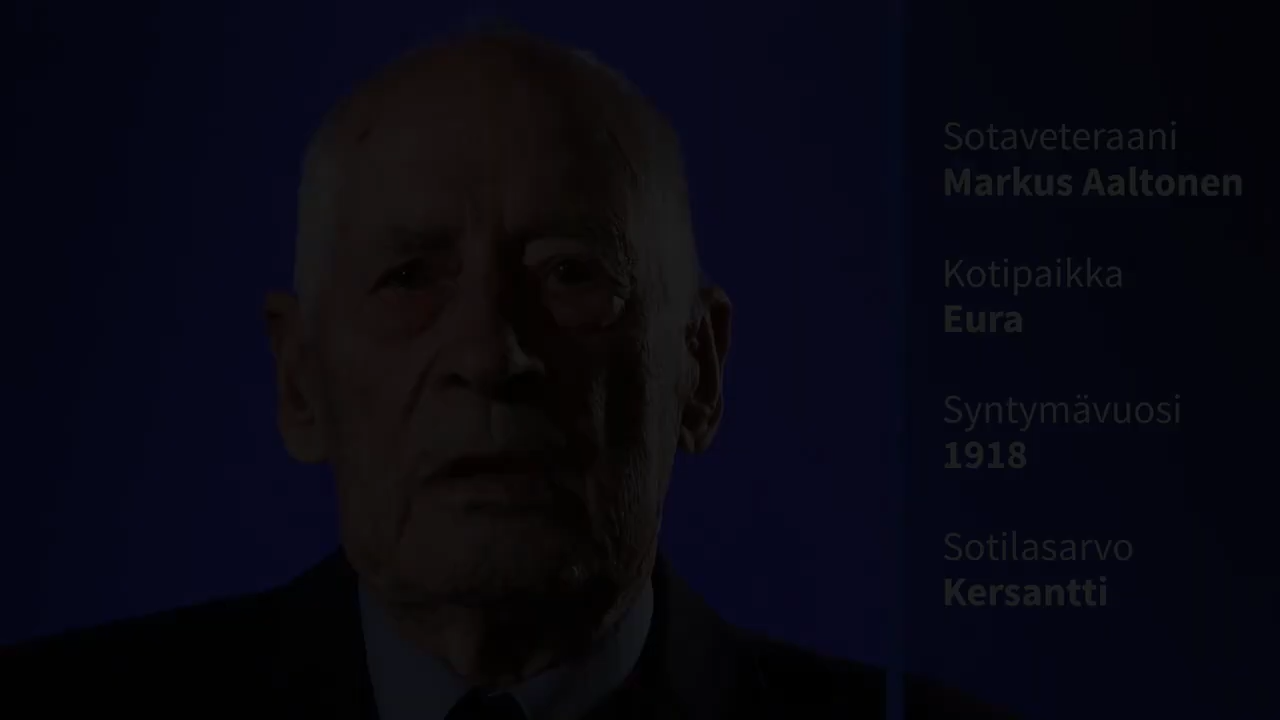 Sotaveteraani
Markus Aaltonen
Kotipaikka
Eura
Syntymävuosi
1918
Sotilasarvo
Kersantti